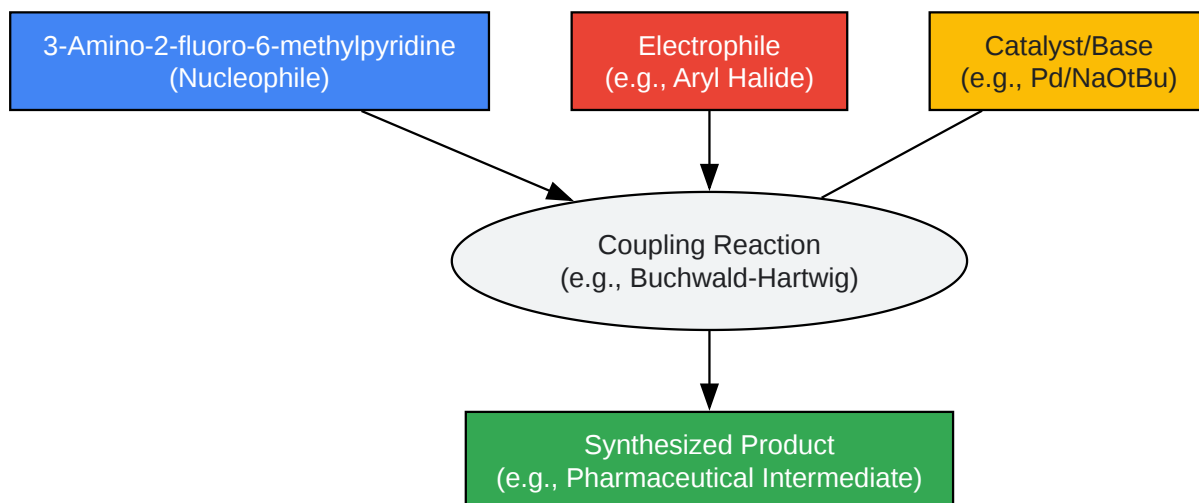 3-Amino-2-fluoro-6-methylpyridine
(Nucleophile)
Electrophile
(e.g., Aryl Halide)
Catalyst/Base
(e.g., Pd/NaOtBu)
Coupling Reaction
(e.g., Buchwald-Hartwig)
Synthesized Product
(e.g., Pharmaceutical Intermediate)